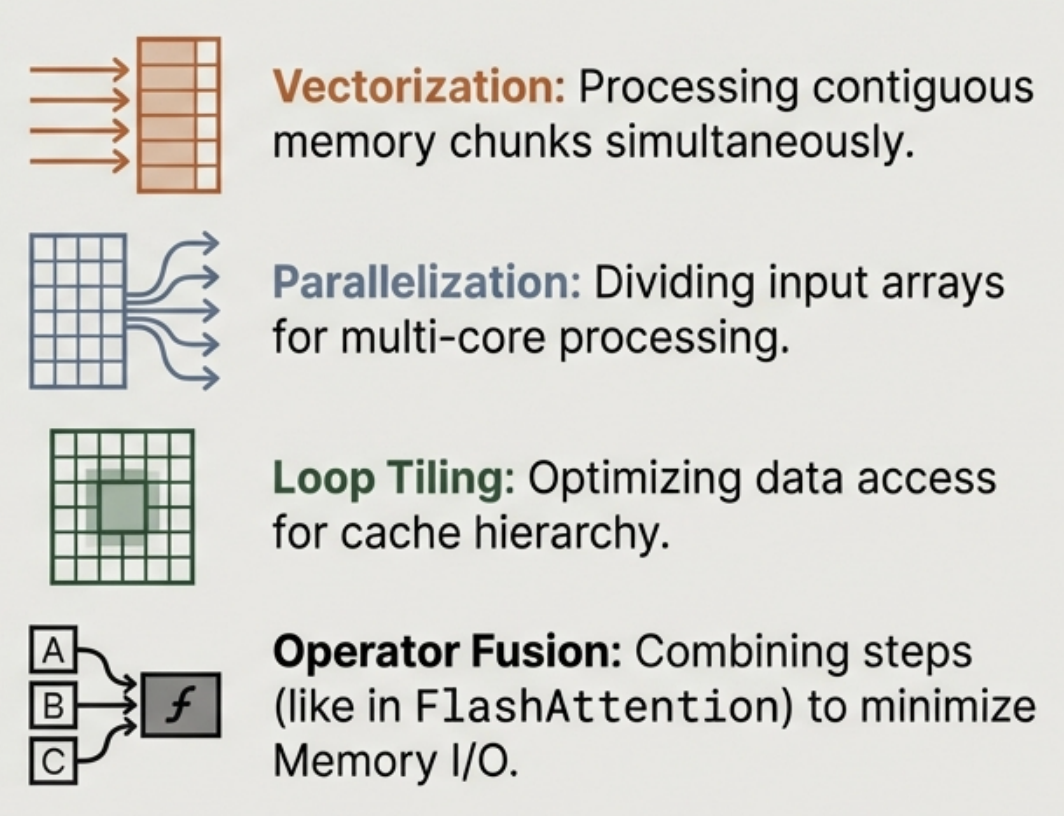 Vectorization: Processing contiguous
memory chunks simultaneously.
Parallelization: Dividing input arrays
for multi-core processing.
Loop Tiling: Optimizing data access
for cache hierarchy.
A
B
C
f
Operator Fusion: Combining steps
(like in FlashAttention) to minimize
Memory I/O.